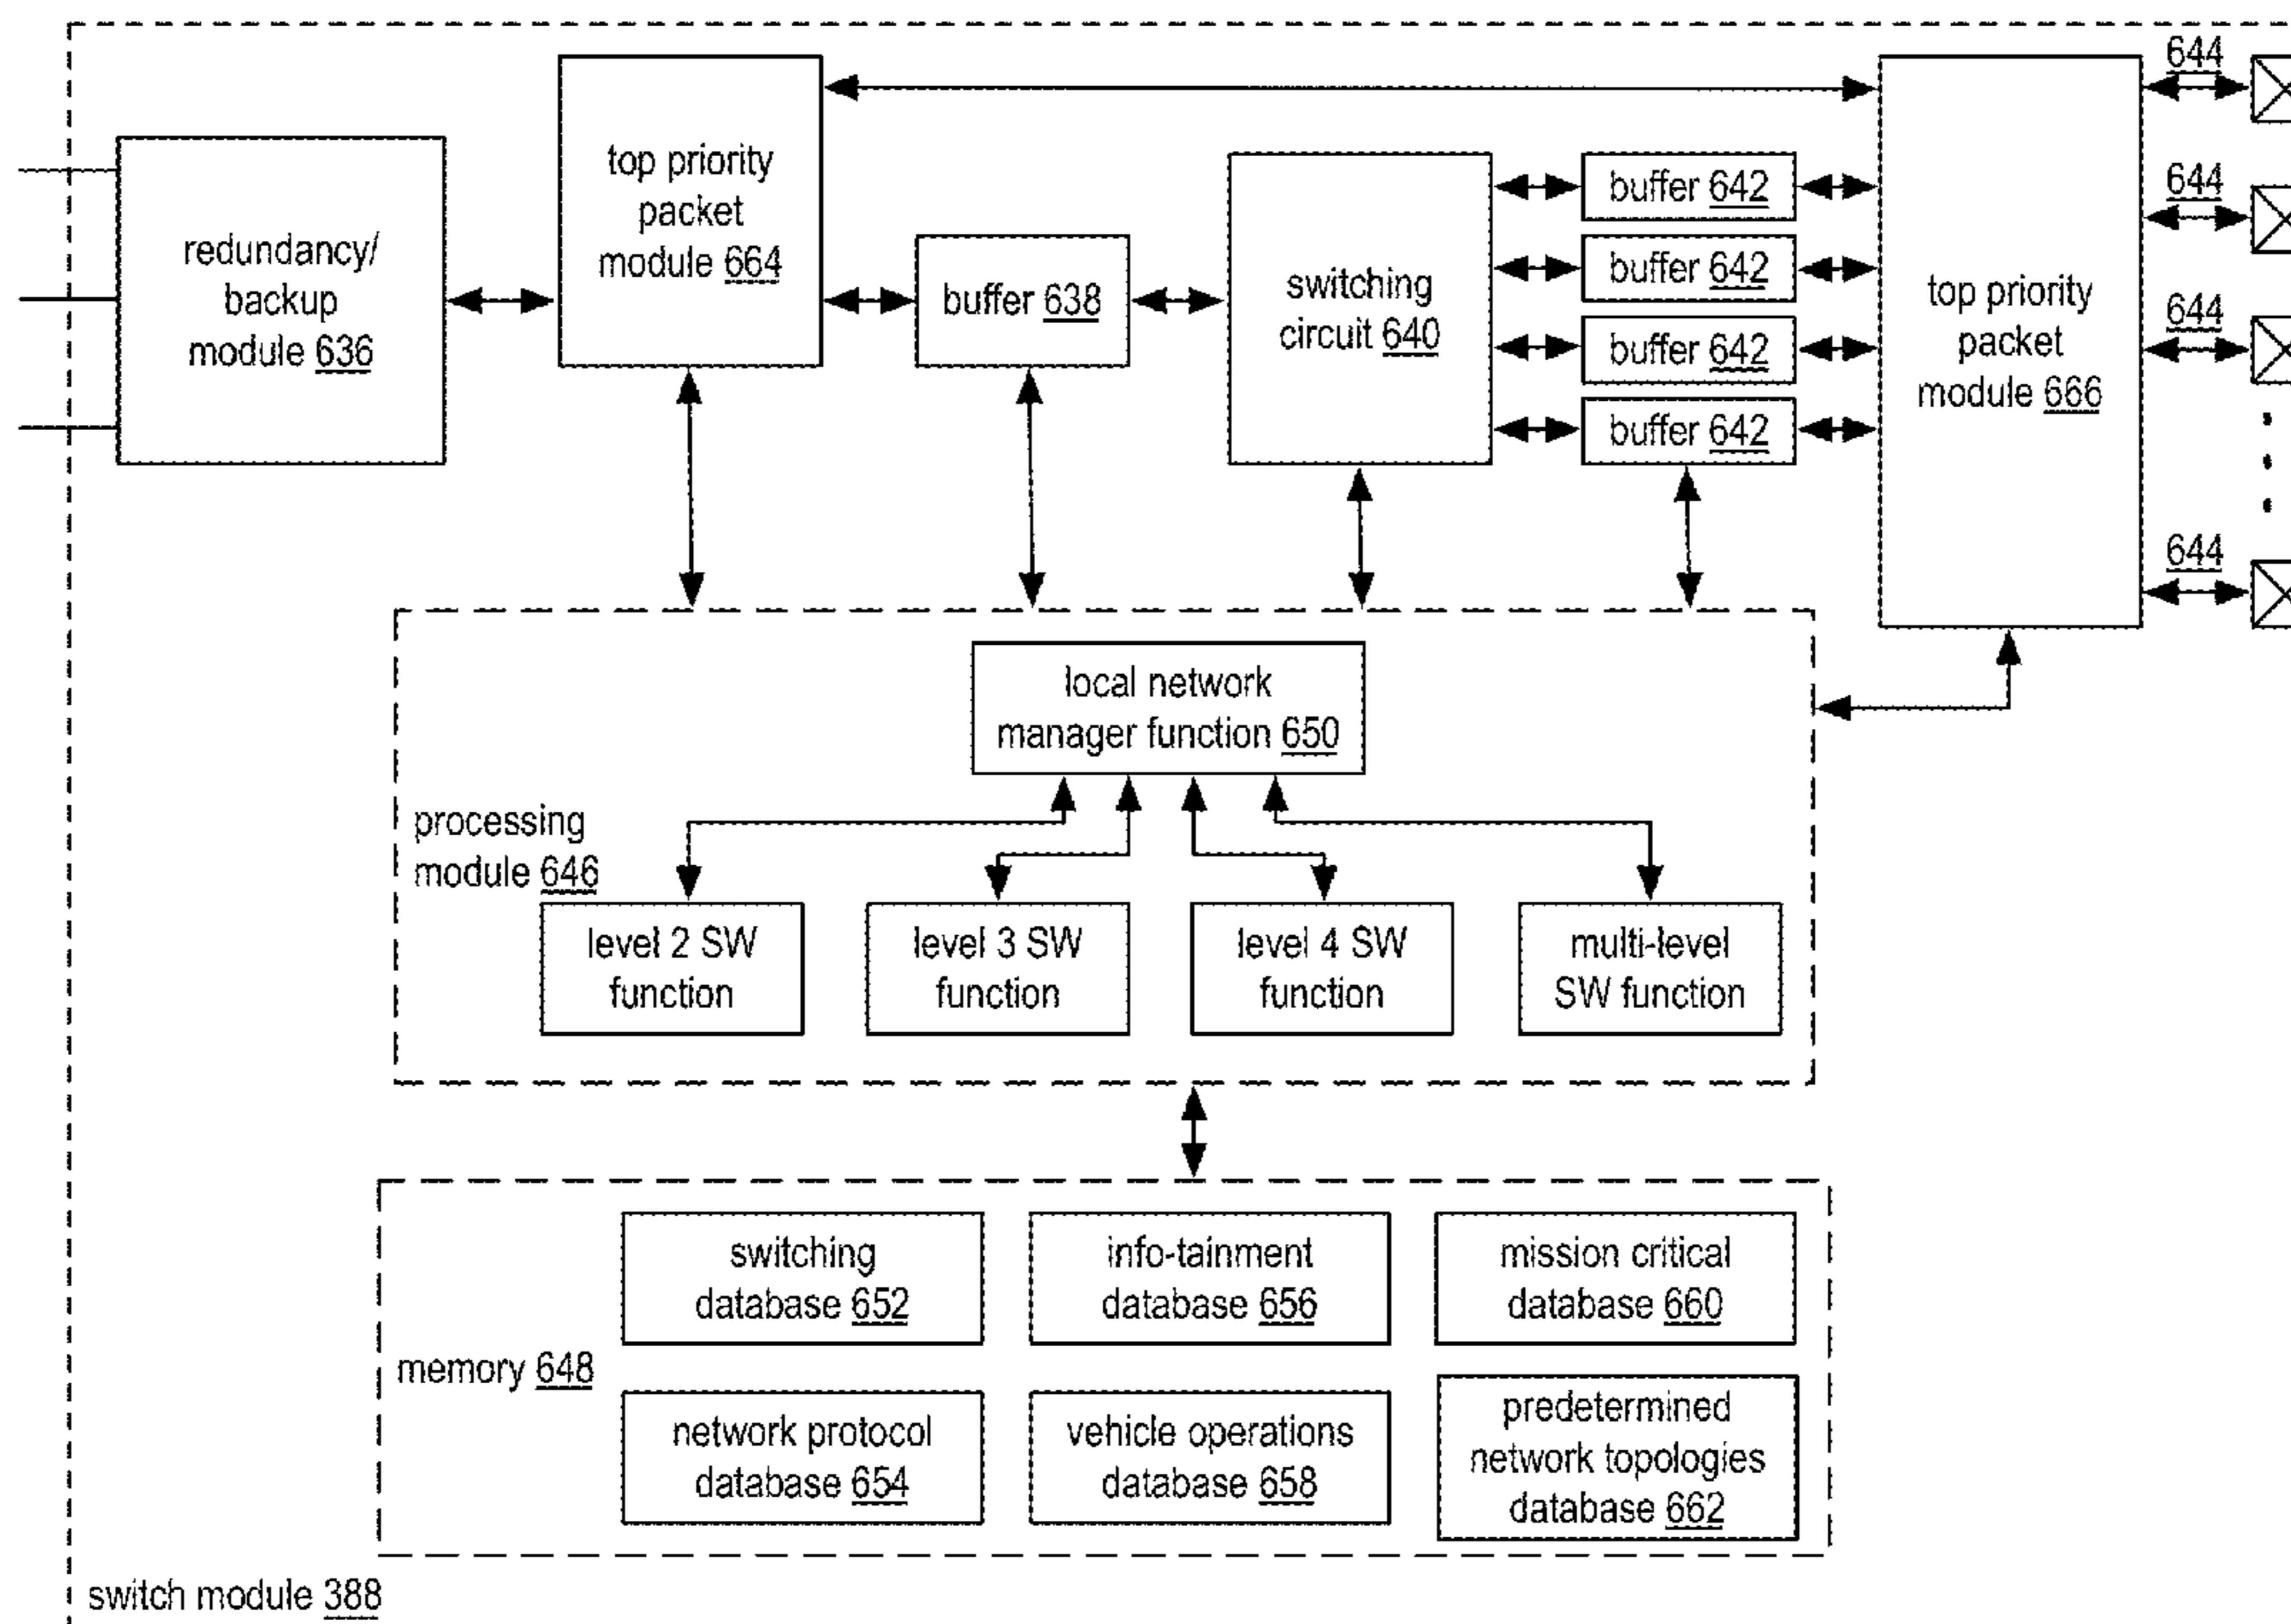 644
top priority
packet
module 664
redundancy/
backup
module 636
buffer 638
switching
circuit 640
buffer 642
buffer 642
buffer 642
buffer 642
top priority
packet
module 666
644
644
644
local network
manager function 650
processing
module 646
level 2 SW
function
level 3 SW
function
level 4 SW
function
multi-level
SW function
memory 648
switching
database 652
info-tainment
database 656
mission critical
database 660
network protocol
database 654
vehicle operations
database 658
predetermined
network topologies
database 662
switch module 388